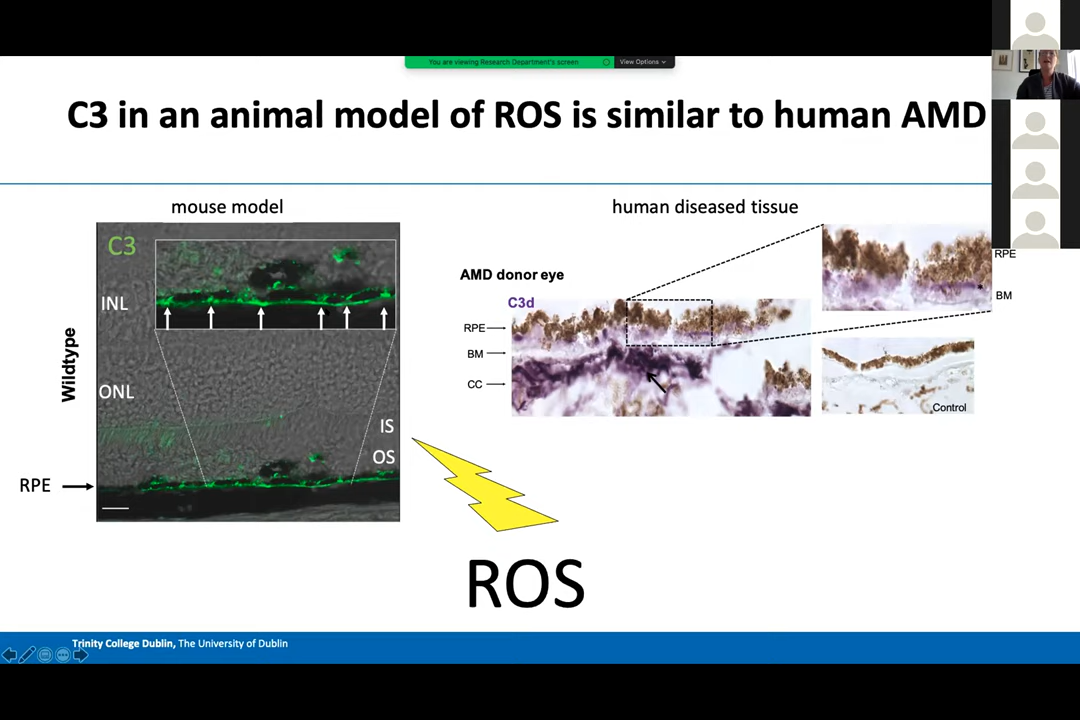 You are viewing Research Department's screen
View Options
C3 in an animal model of ROS is similar to human AMD
mouse model
human diseased tissue
C3
INL
Wildtype
ONL
IS
OS
RPE
AMD donor eye
C3d
RPE
BM
CC
RPE
*
BM
Control
ROS
Trinity College Dublin, The University of Dublin